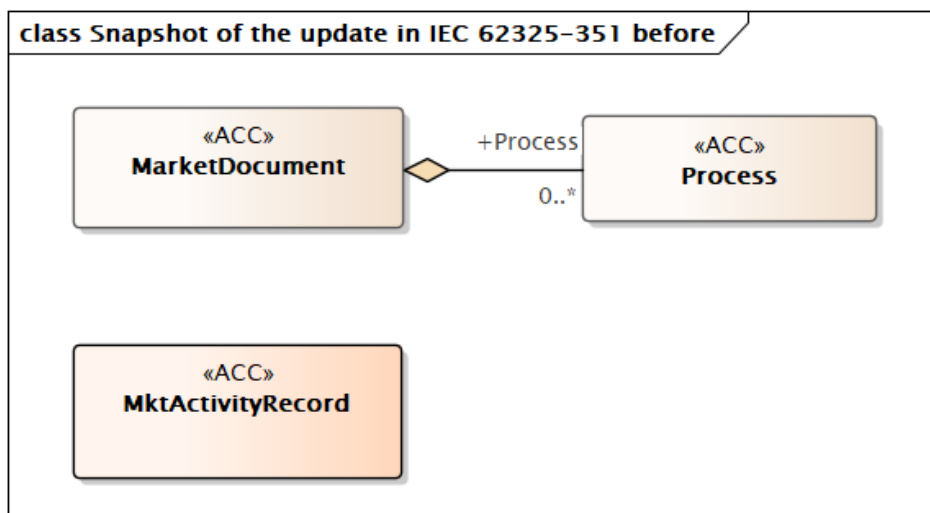 class Snapshot of the update in IEC 62325-351 before
«ACC»
MarketDocument
+Process
0..*
«ACC»
Process
«ACC»
MktActivityRecord